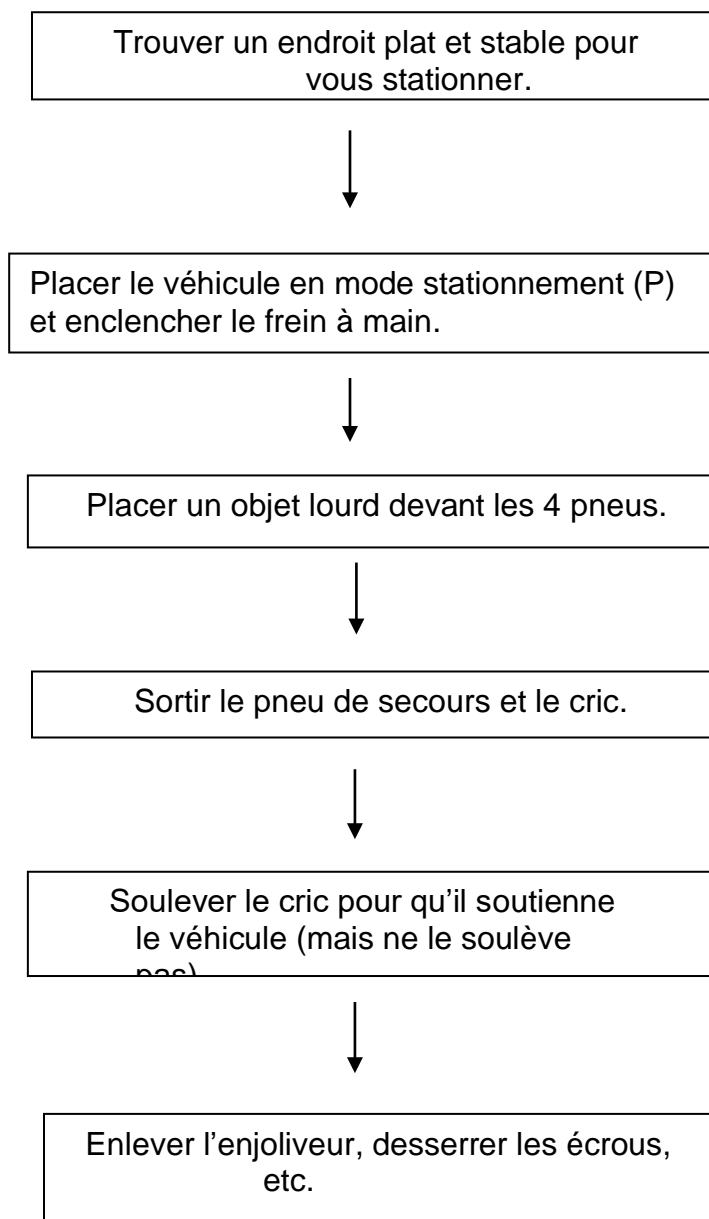 Trouver un endroit plat et stable pour
vous stationner.
Placer le véhicule en mode stationnement (P)
et enclencher le frein à main.
Placer un objet lourd devant les 4 pneus.
Sortir le pneu de secours et le cric.
Soulever le cric pour qu’il soutienne
le véhicule (mais ne le soulève
pas)
Enlever l’enjoliveur, desserrer les écrous,
etc.